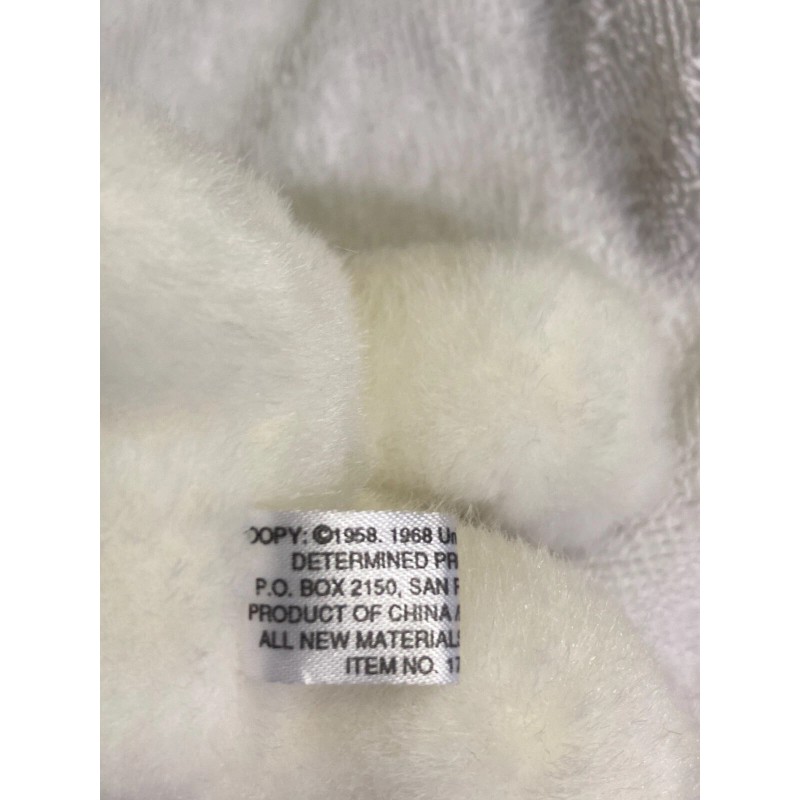 OOPY: ©1958. 1968 Un
DETERMINED PR
P.O. BOX 2150, SAN F
PRODUCT OF CHINA
ALL NEW MATERIALS
ITEM NO. 17